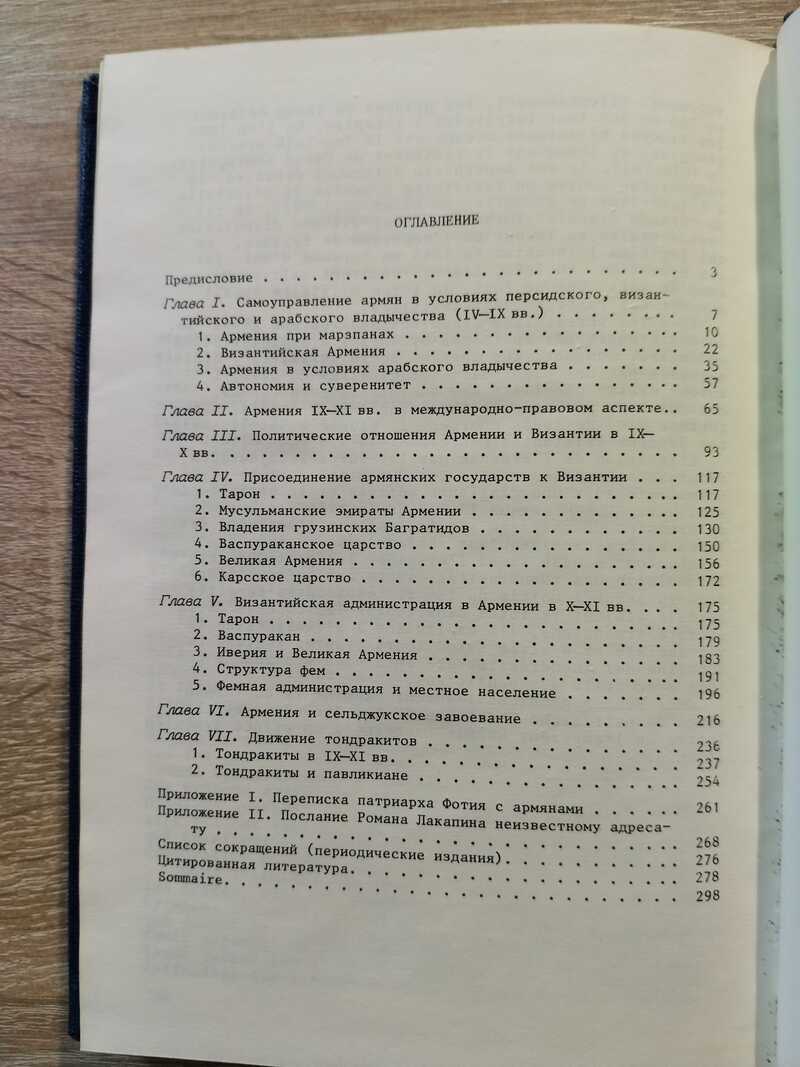 ОГЛАВЛЕНИЕ
Предисловие . . . . . . . . . . . . . . . . . . . . . . . . 3
Глава I. Самоуправление армян в условиях персидского, визан-
тийского и арабского владычества (IV—IX вв.) . . . . . . . . 7
1. Армения при марзпанах . . . . . . . . . . . . . . . . . 10
2. Византийская Армения . . . . . . . . . . . . . . . . . 22
3. Армения в условиях арабского владычества . . . . . . . 35
4. Автономия и суверенитет . . . . . . . . . . . . . . . . 57
Глава II. Армения IX—XI вв. в международно-правовом аспекте.. 65
Глава III. Политические отношения Армении и Византии в IX—
X вв. . . . . . . . . . . . . . . . . . . . . . . . . . . . 93
Глава IV. Присоединение армянских государств к Византии . . . 117
1. Тарон . . . . . . . . . . . . . . . . . . . . . . . . . 117
2. Мусульманские эмираты Армении . . . . . . . . . . . . . 125
3. Владения грузинских Багратидов . . . . . . . . . . . . 130
4. Васпураканское царство . . . . . . . . . . . . . . . . 150
5. Великая Армения . . . . . . . . . . . . . . . . . . . . 156
6. Карсское царство . . . . . . . . . . . . . . . . . . . 172
Глава V. Византийская администрация в Армении в X—XI вв. . . . 175
1. Тарон . . . . . . . . . . . . . . . . . . . . . . . . . 175
2. Васпуракан . . . . . . . . . . . . . . . . . . . . . . 179
3. Иверия и Великая Армения . . . . . . . . . . . . . . . 183
4. Структура фем . . . . . . . . . . . . . . . . . . . . . 191
5. Фемная администрация и местное население . . . . . . . 196
Глава VI. Армения и сельджукское завоевание . . . . . . . . . 216
Глава VII. Движение тондракитов . . . . . . . . . . . . . . . 236
1. Тондракиты в IX—XI вв. . . . . . . . . . . . . . . . . 237
2. Тондракиты и павликиане . . . . . . . . . . . . . . . . 254
Приложение I. Переписка патриарха Фотия с армянами . . . . . . 261
Приложение II. Послание Романа Лакапина неизвестному адреса-
ту . . . . . . . . . . . . . . . . . . . . . . . . . . . . 268
Список сокращений (периодические издания). . . . . . . . . . . 276
Цитированная литература. . . . . . . . . . . . . . . . . . . . 278
Sommaire. . . . . . . . . . . . . . . . . . . . . . . . . . . 298